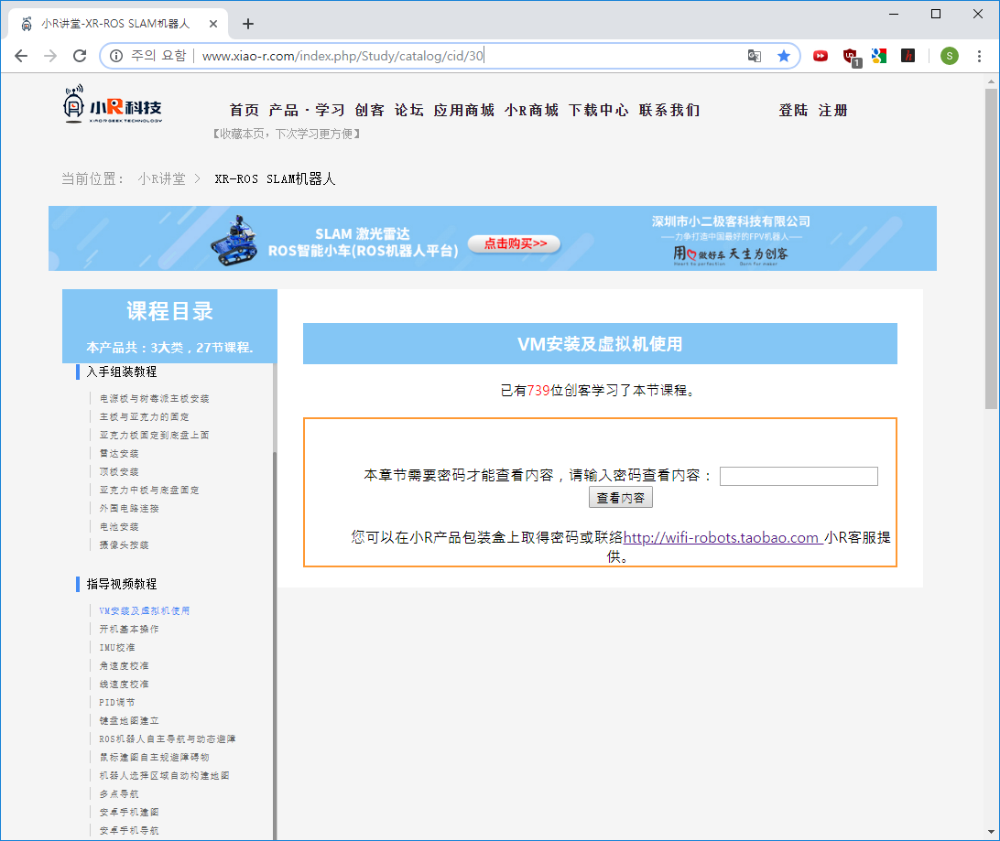 小R讲堂-XR-ROS SLAM机器人
주의 요함 www.xiao-r.com/index.php/Study/catalog/cid/30
1
S
小R科技
XIAO R GEEK TECHNOLOGY
首页 产品·学习 创客 论坛 应用商城 小R商城 下载中心 联系我们 登陆 注册
【收藏本页，下次学习更方便】
当前位置： 小R讲堂 > XR-ROS SLAM机器人
SLAM 激光雷达
ROS智能小车(ROS机器人平台)
点击购买>>
深圳市小二极客科技有限公司
——力争打造中国最好的FPV机器人——
用心做好车 天生为创客
Heart to perfection Born for maker
课程目录
本产品共：3大类，27节课程.
入手组装教程
电源板与树莓派主板安装
主板与亚克力的固定
亚克力板固定到底盘上面
雷达安装
顶板安装
亚克力中板与底盘固定
外围电路连接
电池安装
摄像头按装
指导视频教程
VM安装及虚拟机使用
开机基本操作
IMU校准
角速度校准
线速度校准
PID调节
键盘地图建立
ROS机器人自主导航与动态避障
鼠标建图自主规避障碍物
机器人选择区域自动构建地图
多点导航
安卓手机建图
安卓手机导航
VM安装及虚拟机使用
已有739位创客学习了本节课程。
本章节需要密码才能查看内容，请输入密码查看内容：
查看内容
您可以在小R产品包装盒上取得密码或联络http://wifi-robots.taobao.com 小R客服提
供。